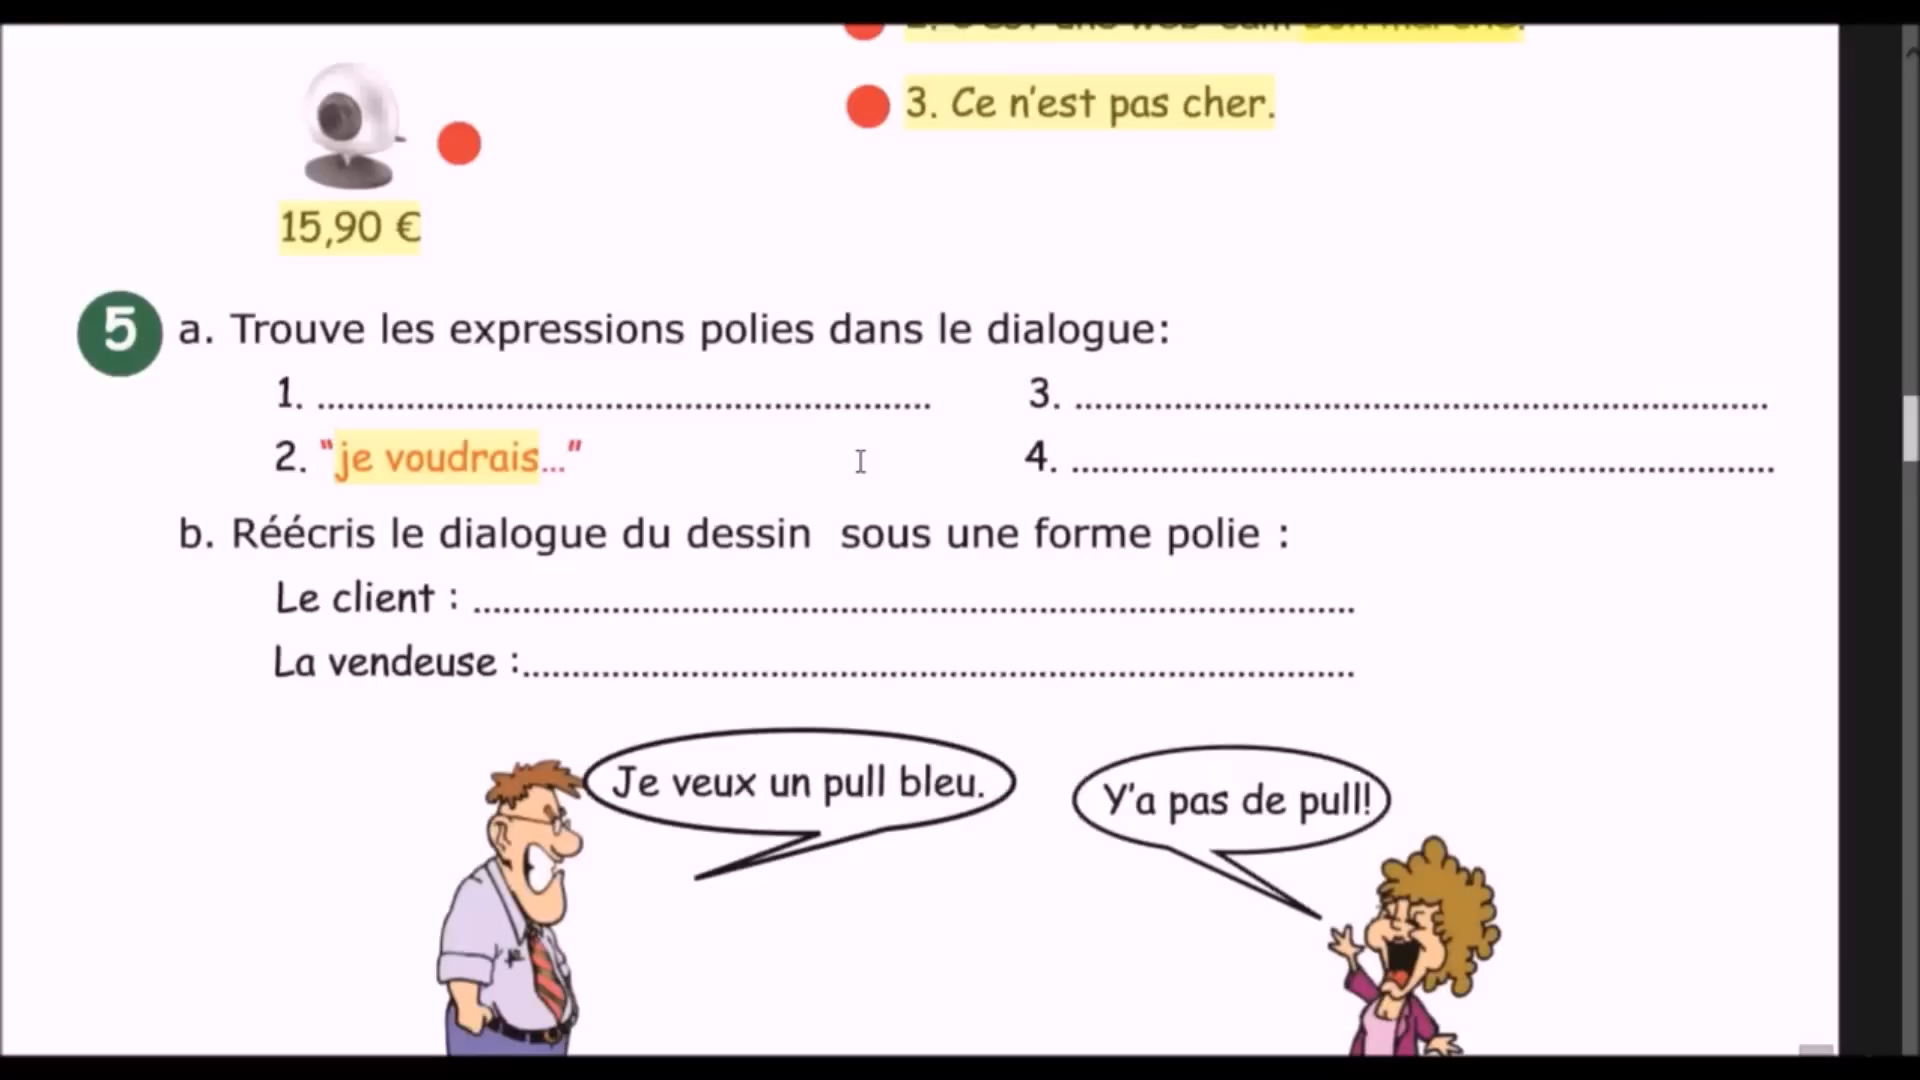 3. Ce n'est pas cher.
15,90 €
5 a. Trouve les expressions polies dans le dialogue:
1. ............................................................. 3. .....................................................................
2. "je voudrais..." 4. ......................................................................
b. Réécris le dialogue du dessin sous une forme polie :
Le client : ........................................................................................
La vendeuse :...................................................................................
Je veux un pull bleu.
Y'a pas de pull!